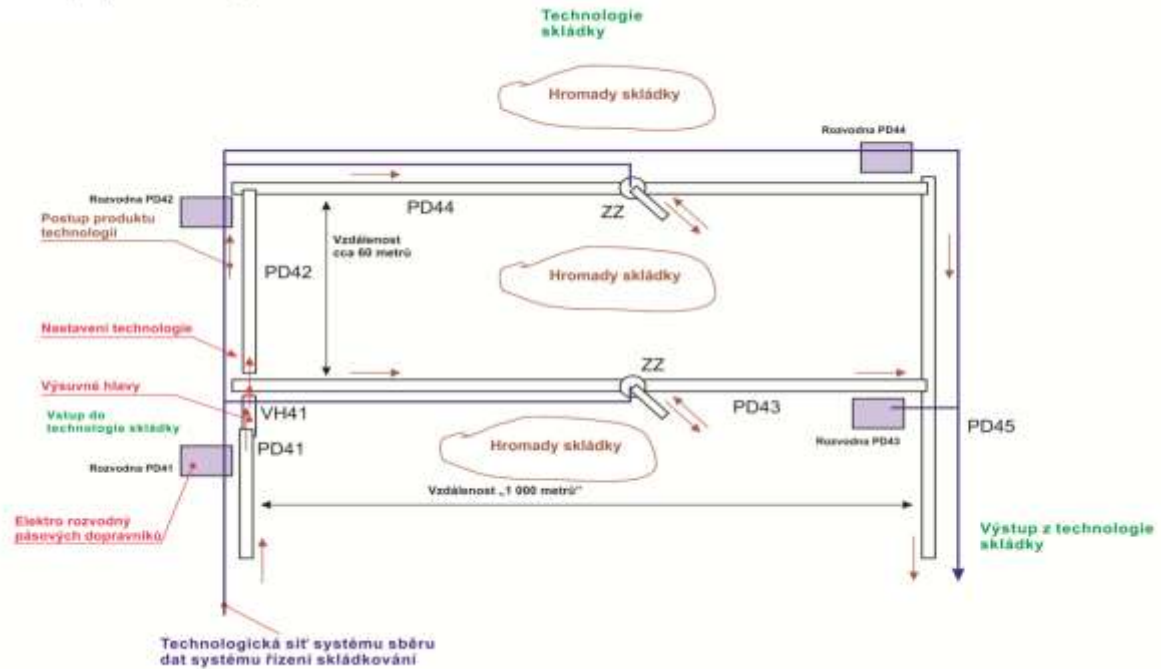 Technologie
skládky
Hromady skládky
Rozvodna PD44
Rozvodna PD42
PD44
ZZ
Postup produktu
technologií
Vzdálenost
cca 60 metrů
PD42
Hromady skládky
Nastavení technologie
ZZ
Výsuvné hlavy
VH41
PD43
Vstup do
technologie skládky
PD41
Hromady skládky
Rozvodna PD43
PD45
Rozvodna PD41
Vzdálenost „1 000 metrů“
Elektro rozvodný
pásových dopravníků
Výstup z technologie
skládky
Technologická síť systému sběru
dat systému řízení skládkování